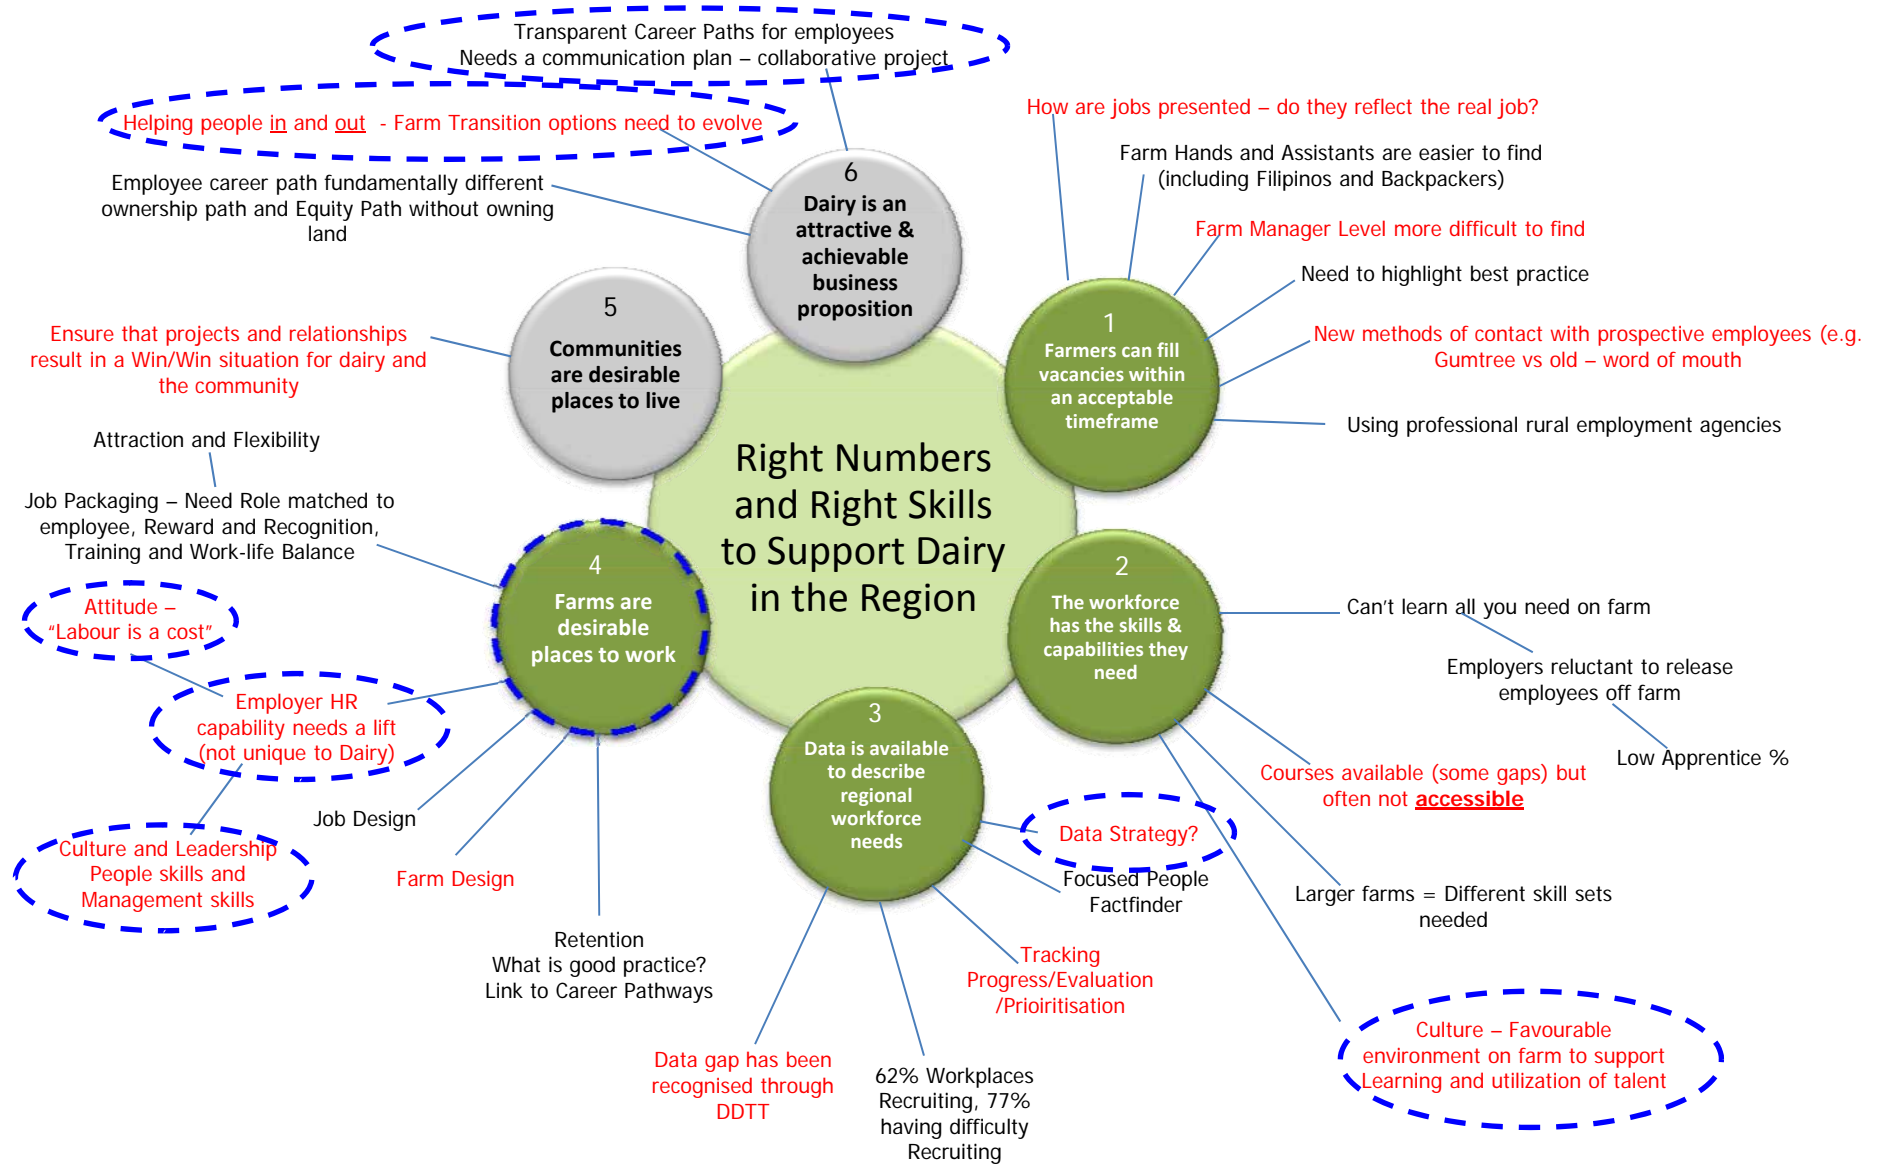 Transparent Career Paths for employees
Needs a communication plan – collaborative project
Helping people in and out - Farm Transition options need to evolve
Employee career path fundamentally different
ownership path and Equity Path without owning
land
6
Dairy is an
attractive &
achievable
business
proposition
How are jobs presented – do they reflect the real job?
Farm Hands and Assistants are easier to find
(including Filipinos and Backpackers)
Farm Manager Level more difficult to find
Need to highlight best practice
New methods of contact with prospective employees (e.g.
Gumtree vs old – word of mouth
Using professional rural employment agencies
1
Farmers can fill
vacancies within
an acceptable
timeframe
5
Communities
are desirable
places to live
Ensure that projects and relationships
result in a Win/Win situation for dairy and
the community
Right Numbers
and Right Skills
to Support Dairy
in the Region
Attraction and Flexibility
Job Packaging – Need Role matched to
employee, Reward and Recognition,
Training and Work-life Balance
4
Farms are
desirable
places to work
Attitude –
“Labour is a cost”
Employer HR
capability needs a lift
(not unique to Dairy)
Culture and Leadership
People skills and
Management skills
Job Design
Farm Design
Retention
What is good practice?
Link to Career Pathways
2
The workforce
has the skills &
capabilities they
need
Can’t learn all you need on farm
Employers reluctant to release
employees off farm
Low Apprentice %
Courses available (some gaps) but
often not accessible
Larger farms = Different skill sets
needed
Culture – Favourable
environment on farm to support
Learning and utilization of talent
3
Data is available
to describe
regional
workforce
needs
Data Strategy?
Focused People
Factfinder
Tracking
Progress/Evaluation
/Prioiritisation
62% Workplaces
Recruiting, 77%
having difficulty
Recruiting
Data gap has been
recognised through
DDTT